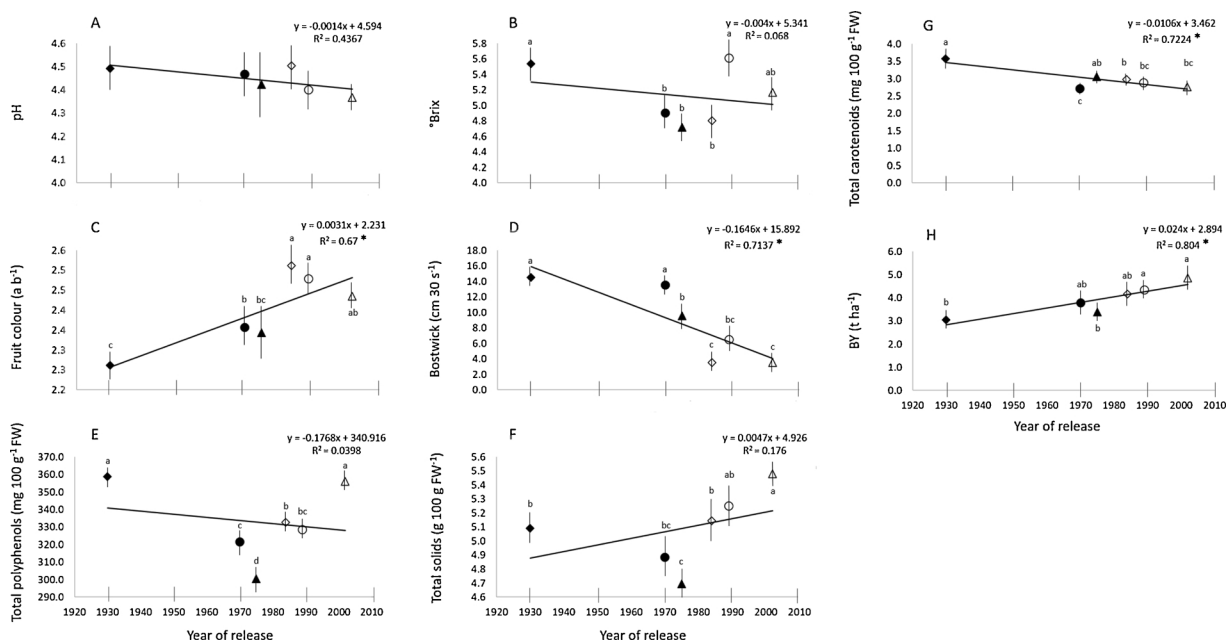 A
y = -0.0014x + 4.594
R² = 0.4367
pH
4.6
4.5
4.4
4.3
4.2
4.1
4.0
B
y = -0.004x + 5.341
R² = 0.068
°Brix
5.8
5.6
5.4
5.2
5.0
4.8
4.6
4.4
4.2
4.0
a
b
b
b
a
ab
G
y = -0.0106x + 3.462
R² = 0.7224 *
Total carotenoids (mg 100 g⁻¹ FW)
4.0
3.5
3.0
2.5
2.0
1.5
1.0
0.5
0.0
a
c
ab
b
bc
bc
C
y = 0.0031x + 2.231
R² = 0.67 *
Fruit colour (a b⁻¹)
2.6
2.5
2.5
2.4
2.4
2.3
2.3
2.2
c
b
bc
a
a
ab
D
y = -0.1646x + 15.892
R² = 0.7137 *
Bostwick (cm 30 s⁻¹)
18.0
16.0
14.0
12.0
10.0
8.0
6.0
4.0
2.0
0.0
a
a
b
c
bc
c
H
y = 0.024x + 2.894
R² = 0.804 *
BY (t ha⁻¹)
6.0
5.0
4.0
3.0
2.0
1.0
0.0
b
ab
b
ab
a
a
1920 1930 1940 1950 1960 1970 1980 1990 2000 2010
Year of release
E
y = -0.1768x + 340.916
R² = 0.0398
Total polyphenols (mg 100 g⁻¹ FW)
370.0
360.0
350.0
340.0
330.0
320.0
310.0
300.0
290.0
a
c
d
b
bc
a
1920 1930 1940 1950 1960 1970 1980 1990 2000 2010
Year of release
F
y = 0.0047x + 4.926
R² = 0.176
Total solids (g 100 g FW⁻¹)
5.6
5.5
5.4
5.3
5.2
5.1
5.0
4.9
4.8
4.7
4.6
b
bc
c
b
ab
a
1920 1930 1940 1950 1960 1970 1980 1990 2000 2010
Year of release